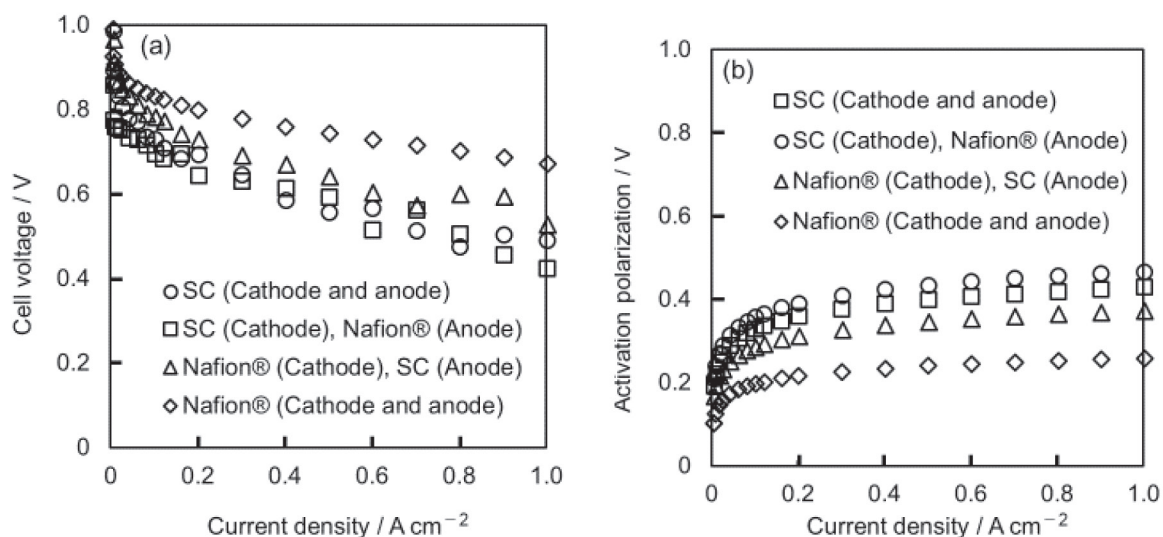 (a)
Cell voltage / V
1.0
0.8
0.6
0.4
0.2
0
SC (Cathode and anode)
SC (Cathode), Nafion® (Anode)
Nafion® (Cathode), SC (Anode)
Nafion® (Cathode and anode)
0 0.2 0.4 0.6 0.8 1.0
Current density / A cm−2
(b)
Activation polarization / V
1.0
0.8
0.6
0.4
0.2
0
SC (Cathode and anode)
SC (Cathode), Nafion® (Anode)
Nafion® (Cathode), SC (Anode)
Nafion® (Cathode and anode)
0 0.2 0.4 0.6 0.8 1.0
Current density / A cm−2